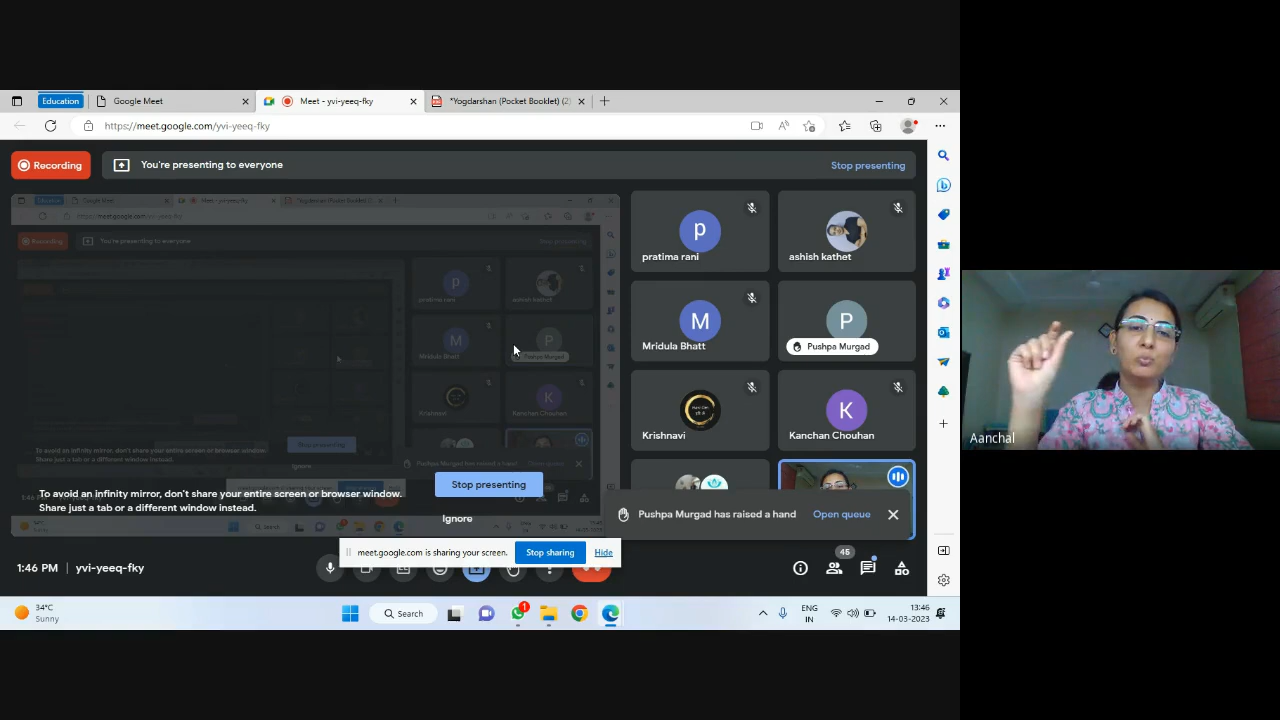 Education
Google Meet
Meet - yvi-yeeq-fky
*Yogdarshan (Pocket Booklet) (2)
https://meet.google.com/yvi-yeeq-fky
Recording
You're presenting to everyone
Stop presenting
p
pratima rani
ashish kathet
M
Mridula Bhatt
P
Pushpa Murgad
Krishnavi
K
Kanchan Chouhan
Aanchal
To avoid an infinity mirror, don't share your entire screen or browser window.
Share just a tab or a different window instead.
Stop presenting
Ignore
Pushpa Murgad has raised a hand
Open queue
meet.google.com is sharing your screen.
Stop sharing
Hide
1:46 PM | yvi-yeeq-fky
45
34°C
Sunny
Search
1
ENG
IN
13:46
14-03-2023